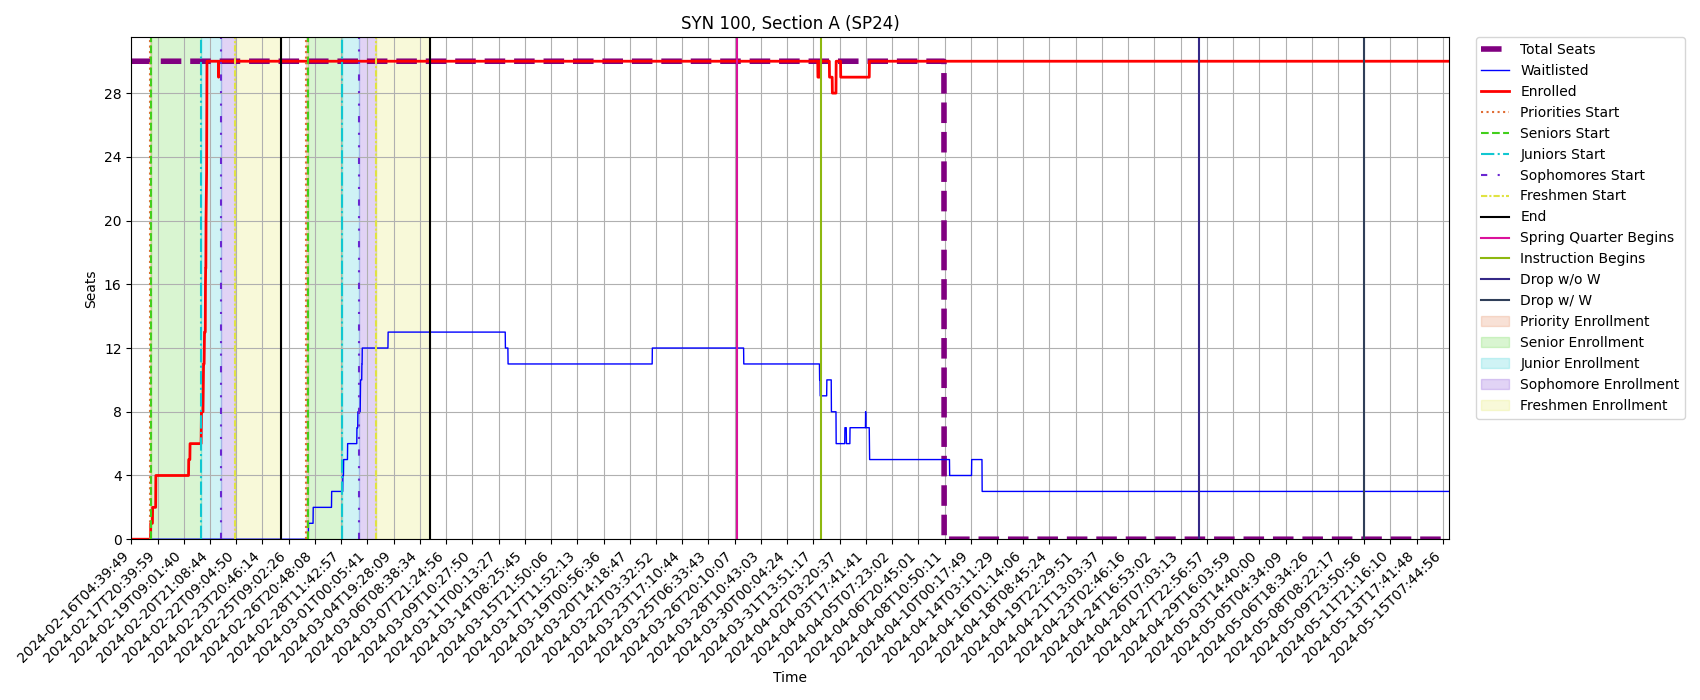 SYN 100, Section A (SP24)
Seats
28
24
20
16
12
8
4
0
2024-02-16T04:39:49
2024-02-17T20:39:59
2024-02-19T09:01:40
2024-02-20T21:08:44
2024-02-22T09:04:50
2024-02-23T20:46:14
2024-02-25T09:02:26
2024-02-26T20:48:08
2024-02-28T11:42:57
2024-03-01T00:05:41
2024-03-04T19:28:09
2024-03-06T08:38:34
2024-03-07T21:24:56
2024-03-09T10:27:50
2024-03-11T00:13:27
2024-03-14T08:25:45
2024-03-15T21:50:06
2024-03-17T11:52:13
2024-03-19T00:56:36
2024-03-20T14:18:47
2024-03-22T03:32:52
2024-03-23T17:10:44
2024-03-25T06:33:43
2024-03-26T20:10:07
2024-03-28T10:43:03
2024-03-30T00:04:24
2024-03-31T13:51:17
2024-04-02T03:20:37
2024-04-03T17:41:41
2024-04-05T07:23:02
2024-04-06T20:45:01
2024-04-08T10:50:11
2024-04-10T00:17:49
2024-04-14T03:11:29
2024-04-16T01:14:06
2024-04-18T08:45:24
2024-04-19T22:29:51
2024-04-21T13:03:37
2024-04-23T02:46:16
2024-04-24T16:53:02
2024-04-26T07:03:13
2024-04-27T22:56:57
2024-04-29T16:03:59
2024-05-03T14:40:00
2024-05-05T04:34:09
2024-05-06T18:34:26
2024-05-08T08:22:17
2024-05-09T23:50:56
2024-05-11T21:16:10
2024-05-13T17:41:48
2024-05-15T07:44:56
Time
Total Seats
Waitlisted
Enrolled
Priorities Start
Seniors Start
Juniors Start
Sophomores Start
Freshmen Start
End
Spring Quarter Begins
Instruction Begins
Drop w/o W
Drop w/ W
Priority Enrollment
Senior Enrollment
Junior Enrollment
Sophomore Enrollment
Freshmen Enrollment